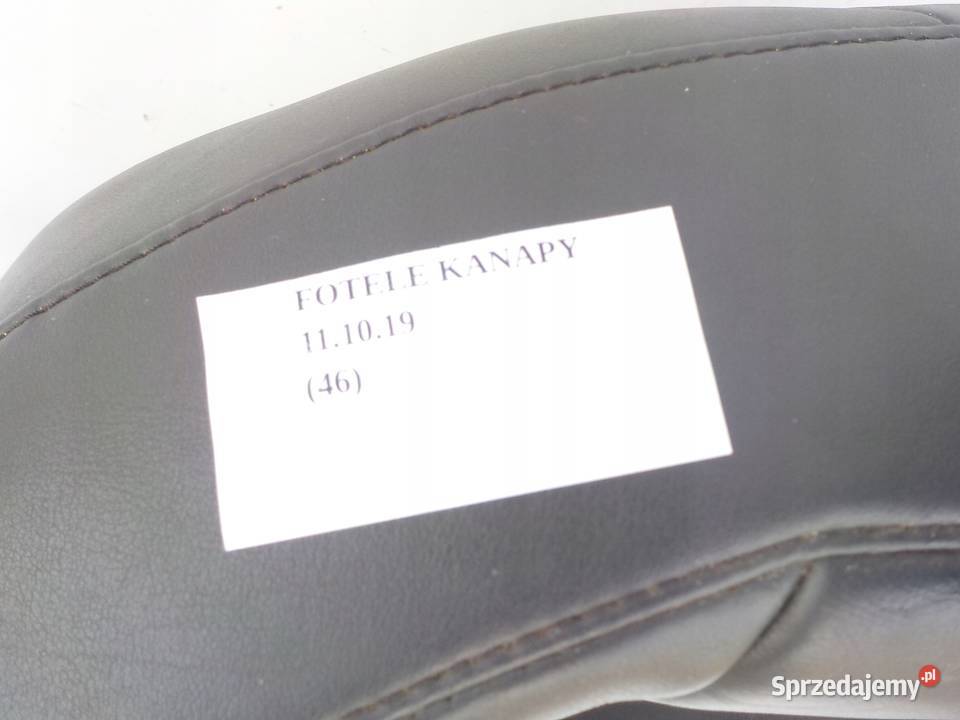 FOTELE KANAPY
11.10.19
(46)
Sprzedajemy.pl